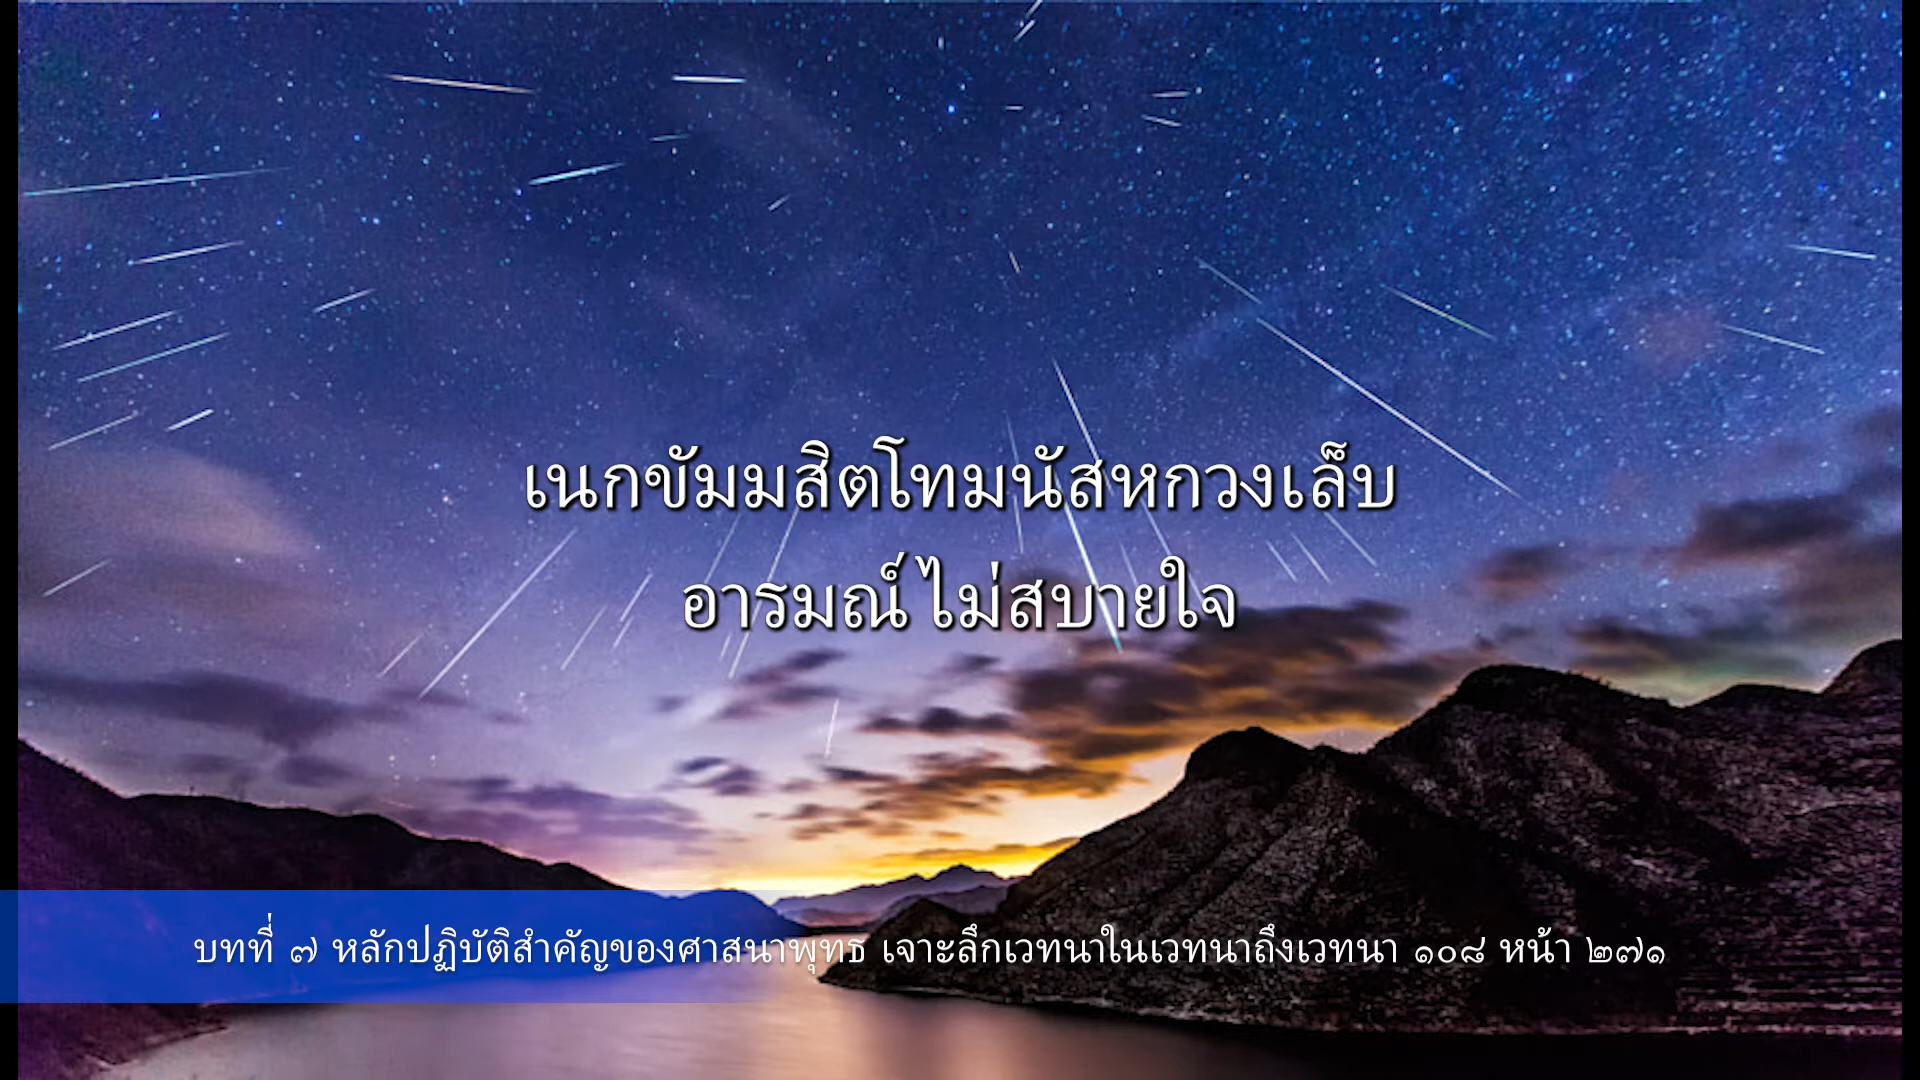 เนกขัมมสิตโทมนัสหกวงเล็บ
อารมณ์ ไม่สบายใจ
บทที่ ๗ หลักปฏิบัติสำคัญของศาสนาพุทธ เจาะลึกเวทนาในเวทนาถึงเวทนา ๑๐๘ หน้า ๒๗๑